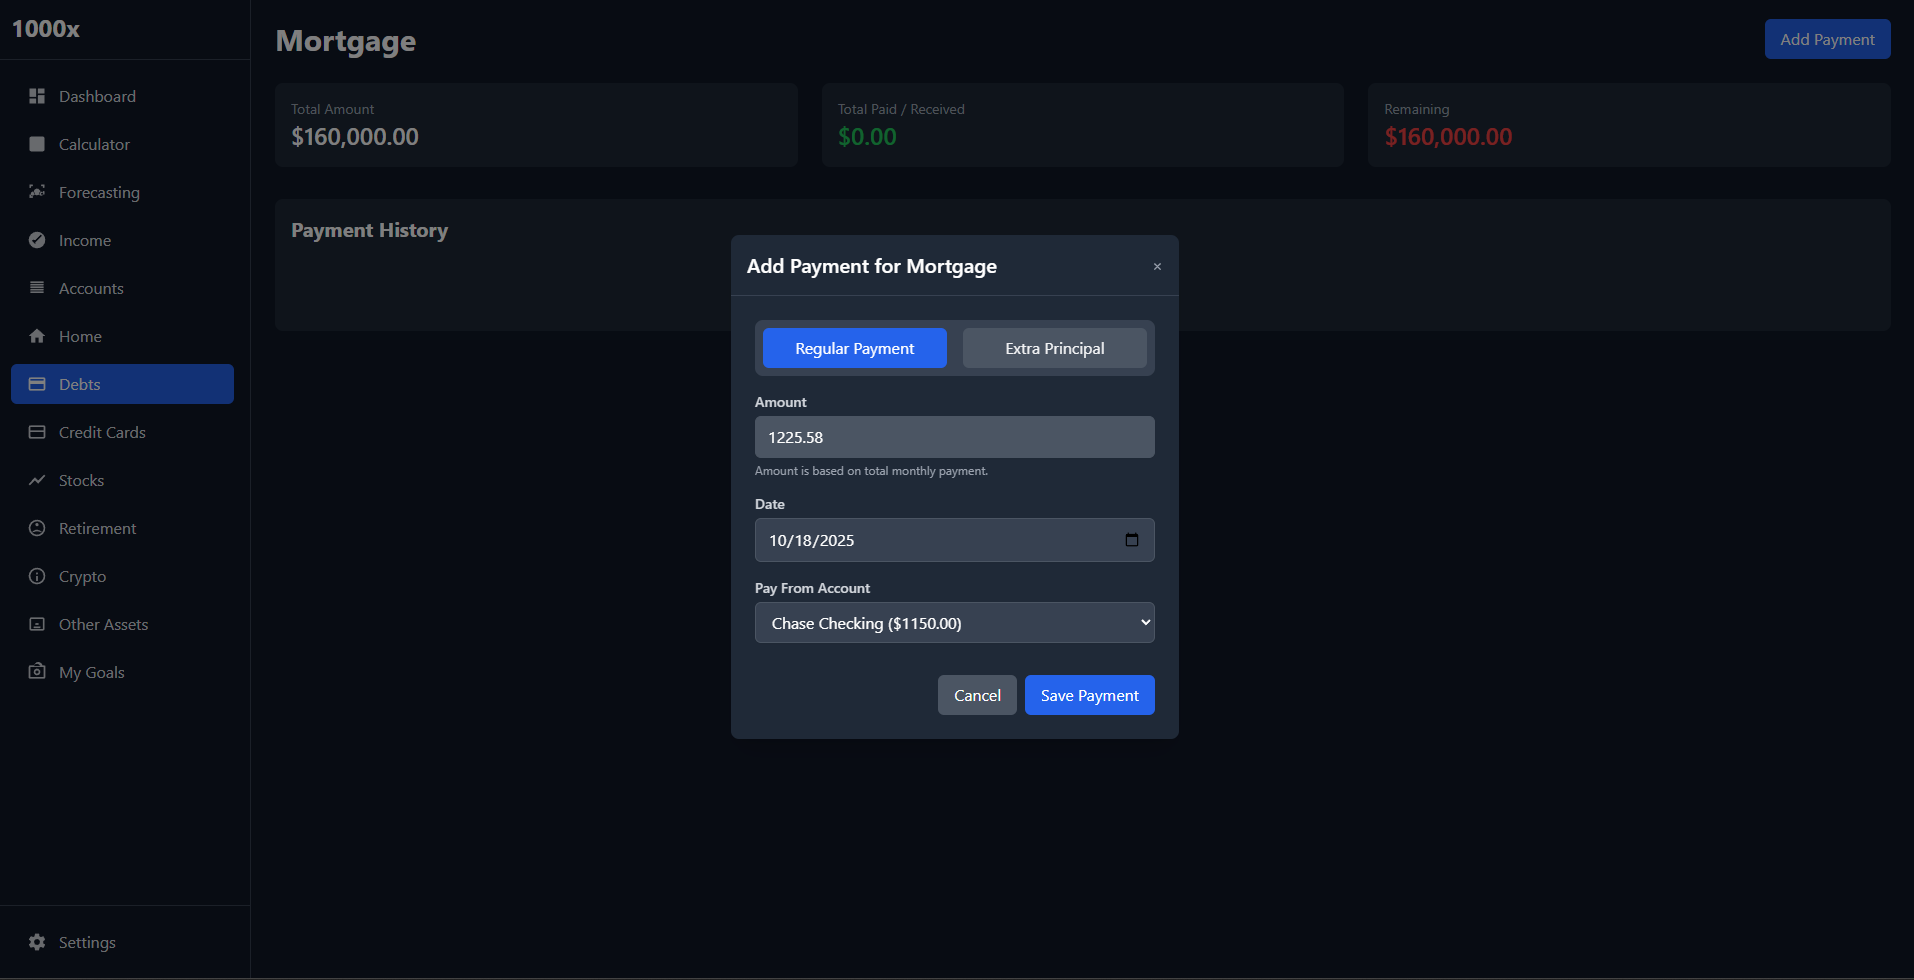 1000x
Dashboard
Calculator
Forecasting
Income
Accounts
Home
Debts
Credit Cards
Stocks
Retirement
Crypto
Other Assets
My Goals
Settings
Mortgage
Add Payment
Total Amount
$160,000.00
Total Paid / Received
$0.00
Remaining
$160,000.00
Payment History
Add Payment for Mortgage
×
Regular Payment
Extra Principal
Amount
1225.58
Amount is based on total monthly payment.
Date
10/18/2025
Pay From Account
Chase Checking ($1150.00)
Cancel
Save Payment